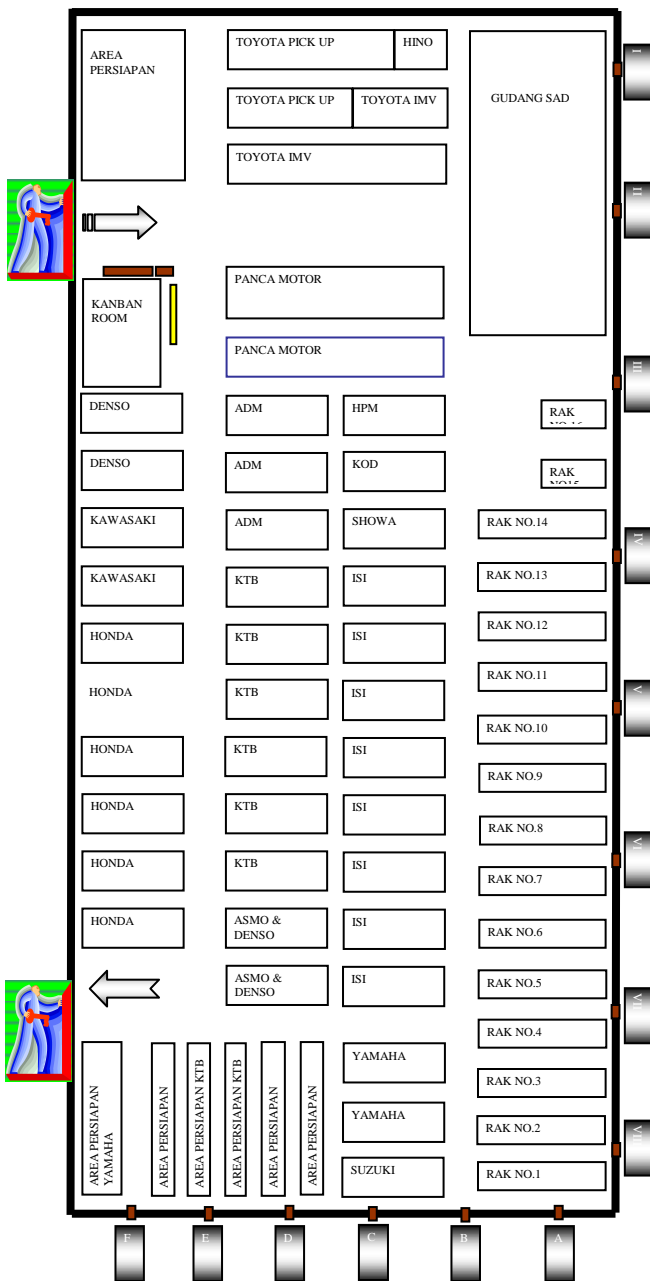 AREA
PERSIAPAN
TOYOTA PICK UP
HINO
GUDANG SAD
I
TOYOTA PICK UP
TOYOTA IMV
TOYOTA IMV
II
KANBAN
ROOM
PANCA MOTOR
PANCA MOTOR
III
DENSO
ADM
HPM
RAK
DENSO
ADM
KOD
RAK
NO15
KAWASAKI
ADM
SHOWA
RAK NO.14
IV
KAWASAKI
KTB
ISI
RAK NO.13
HONDA
KTB
ISI
RAK NO.12
HONDA
KTB
ISI
RAK NO.11
V
HONDA
KTB
ISI
RAK NO.10
HONDA
KTB
ISI
RAK NO.9
HONDA
KTB
ISI
RAK NO.8
VI
RAK NO.7
HONDA
ASMO &
DENSO
ISI
RAK NO.6
ASMO &
DENSO
ISI
RAK NO.5
VII
RAK NO.4
AREA PERSIAPAN
YAMAHA
AREA PERSIAPAN
AREA PERSIAPAN KTB
AREA PERSIAPAN KTB
AREA PERSIAPAN
AREA PERSIAPAN
YAMAHA
RAK NO.3
YAMAHA
RAK NO.2
VIII
SUZUKI
RAK NO.1
F
E
D
C
B
A